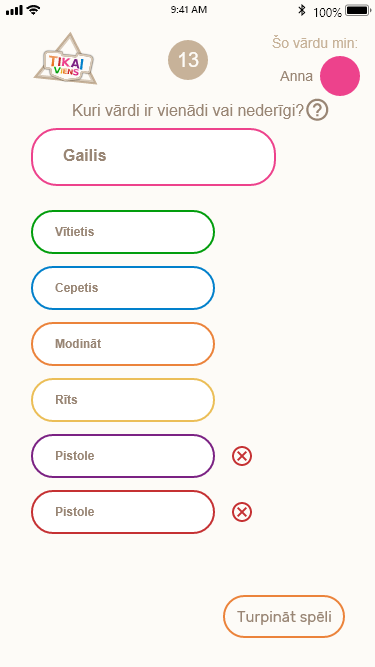 9:41 AM
100%
TIKAI
VIENS
13
Šo vārdu min:
Anna
Kuri vārdi ir vienādi vai nederīgi?
?
Gailis
Vītietis
Cepetis
Modināt
Rīts
Pistole
Pistole
Turpināt spēli